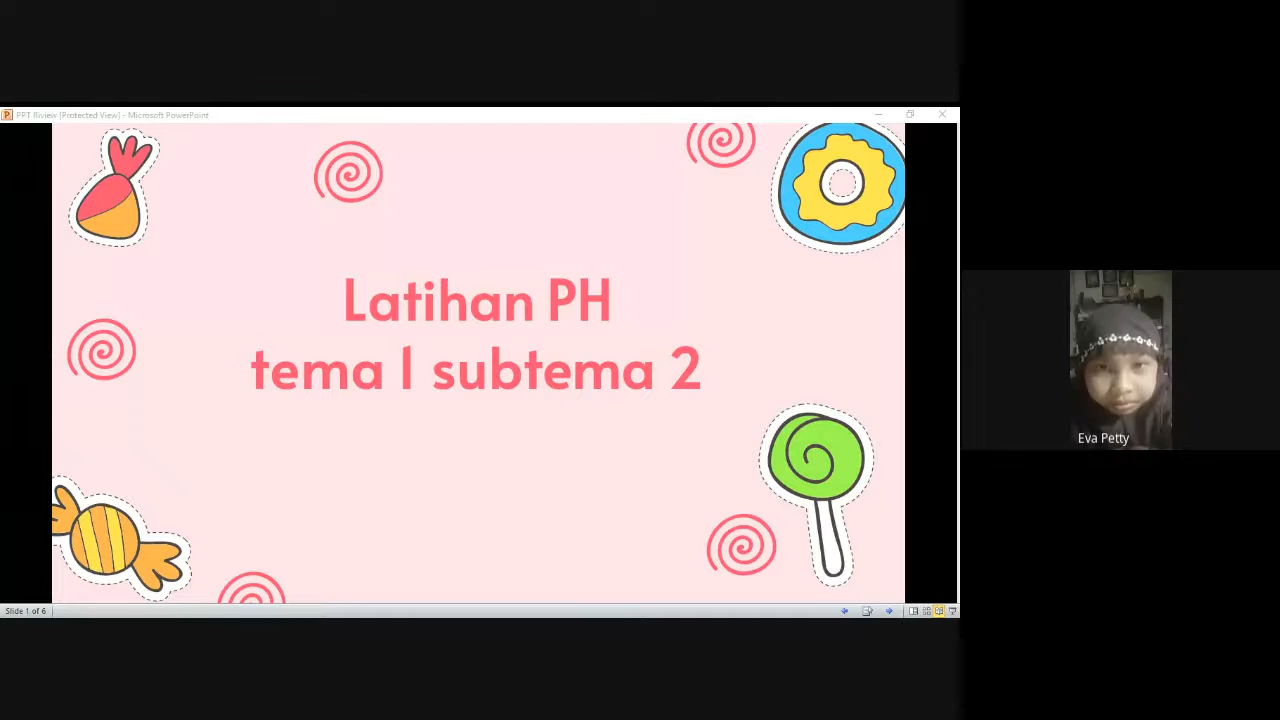 PPT Riview [Protected View] - Microsoft PowerPoint
Latihan PH
tema 1 subtema 2
Eva Petty
Slide 1 of 6